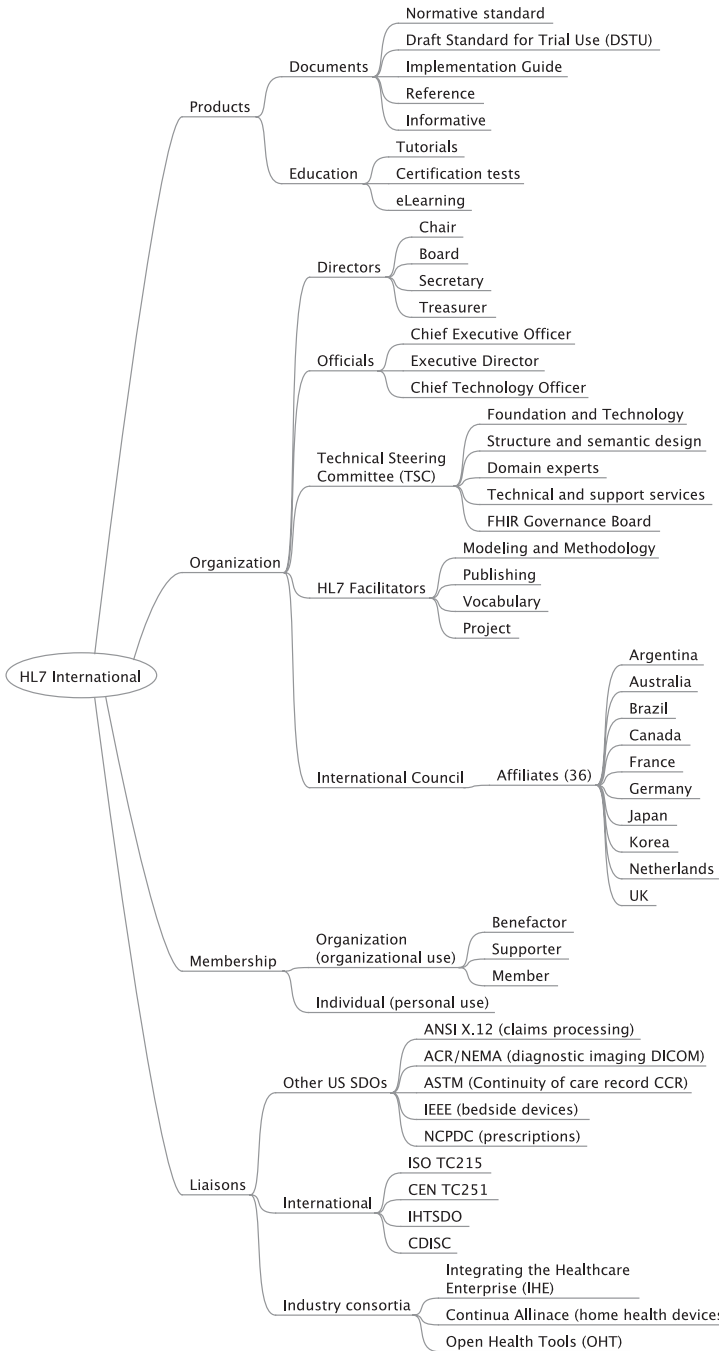 Normative standard
Draft Standard for Trial Use (DSTU)
Documents
Implementation Guide
Reference
Products
Informative
Tutorials
Education
Certification tests
eLearning
Chair
Board
Directors
Secretary
Treasurer
Chief Executive Officer
Officials
Executive Director
Chief Technology Officer
Foundation and Technology
Structure and semantic design
Technical Steering
Committee (TSC)
Domain experts
Technical and support services
FHIR Governance Board
Organization
Modeling and Methodology
Publishing
HL7 Facilitators
Vocabulary
Project
HL7 International
Argentina
Australia
Brazil
Canada
France
International Council
Affiliates (36)
Germany
Japan
Korea
Netherlands
UK
Benefactor
Organization
(organizational use)
Supporter
Membership
Member
Individual (personal use)
ANSI X.12 (claims processing)
ACR/NEMA (diagnostic imaging DICOM)
Other US SDOs
ASTM (Continuity of care record CCR)
IEEE (bedside devices)
NCPDC (prescriptions)
ISO TC215
Liaisons
CEN TC251
International
IHTSDO
CDISC
Integrating the Healthcare
Enterprise (IHE)
Industry consortia
Continua Allinace (home health devices
Open Health Tools (OHT)